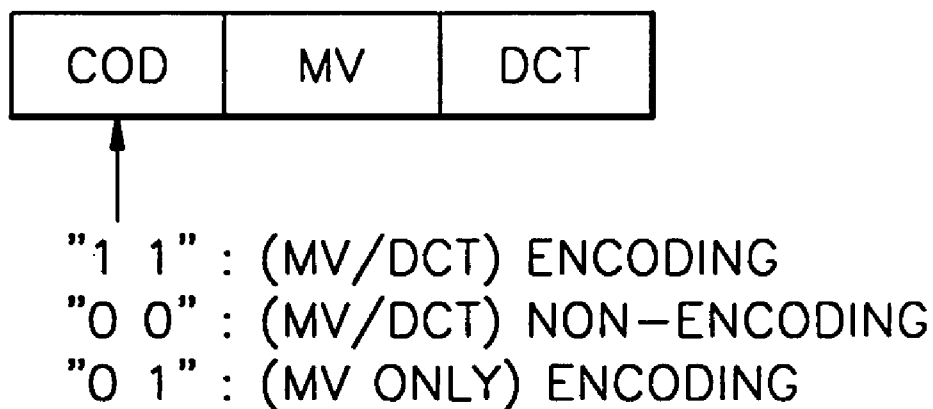 COD MV DCT
"1 1" : (MV/DCT) ENCODING
"0 0" : (MV/DCT) NON-ENCODING
"0 1" : (MV ONLY) ENCODING